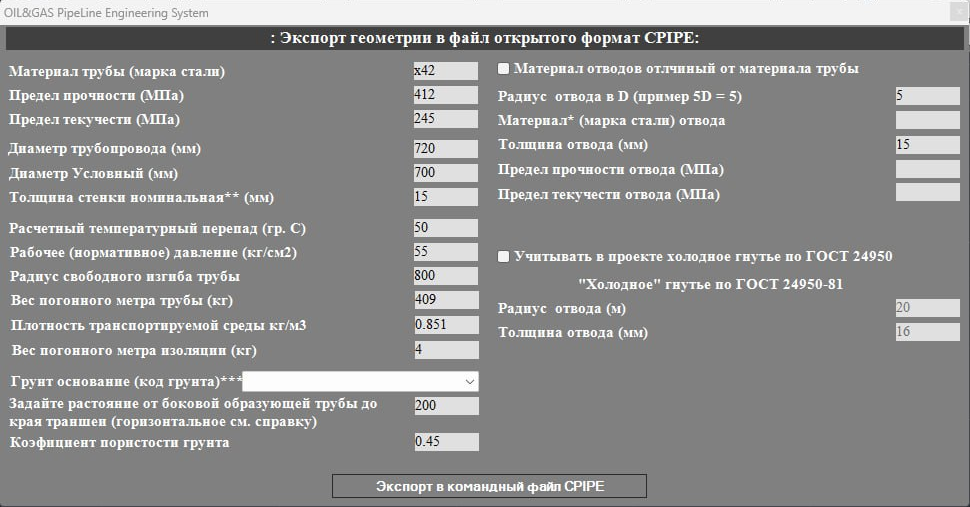 OIL&GAS PipeLine Engineering System
x
: Экспорт геометрии в файл открытого формат CPIPE:
Материал трубы (марка стали) x42
Предел прочности (МПа) 412
Предел текучести (МПа) 245
Диаметр трубопровода (мм) 720
Диаметр Условный (мм) 700
Толщина стенки номинальная** (мм) 15
Расчетный температурный перепад (гр. С) 50
Рабочее (нормативное) давление (кг/см2) 55
Радиус свободного изгиба трубы 800
Вес погонного метра трубы (кг) 409
Плотность транспортируемой среды кг/м3 0.851
Вес погонного метра изоляции (кг) 4
Грунт основание (код грунта)***
Задайте растояние от боковой образующей трубы до
края траншеи (горизонтальное см. справку) 200
Коэфициент пористости грунта 0.45
Материал отводов отлчиный от материала трубы
Радиус отвода в D (пример 5D = 5) 5
Материал* (марка стали) отвода
Толщина отвода (мм) 15
Предел прочности отвода (МПа)
Предел текучести отвода (МПа)
Учитывать в проекте холодное гнутье по ГОСТ 24950
"Холодное" гнутье по ГОСТ 24950-81
Радиус отвода (м) 20
Толщина отвода (мм) 16
Экспорт в командный файл CPIPE